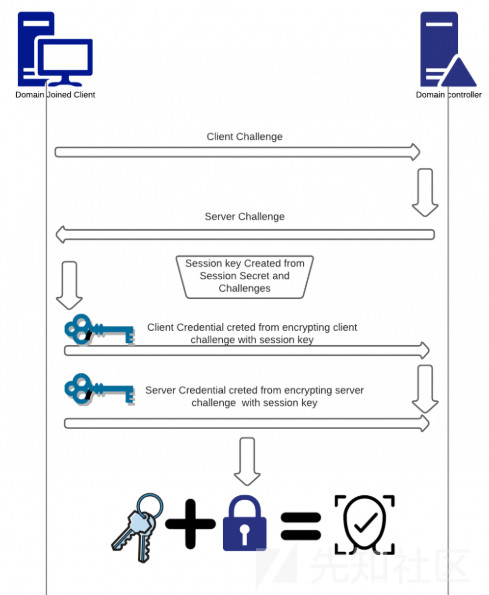 Domain Joined Client
Domain controller
Client Challenge
Server Challenge
Session key Created from
Session Secret and
Challenges
Client Credential creted from encrypting client
challenge with session key
Server Credential creted from encrypting server
challenge with session key
先知社区